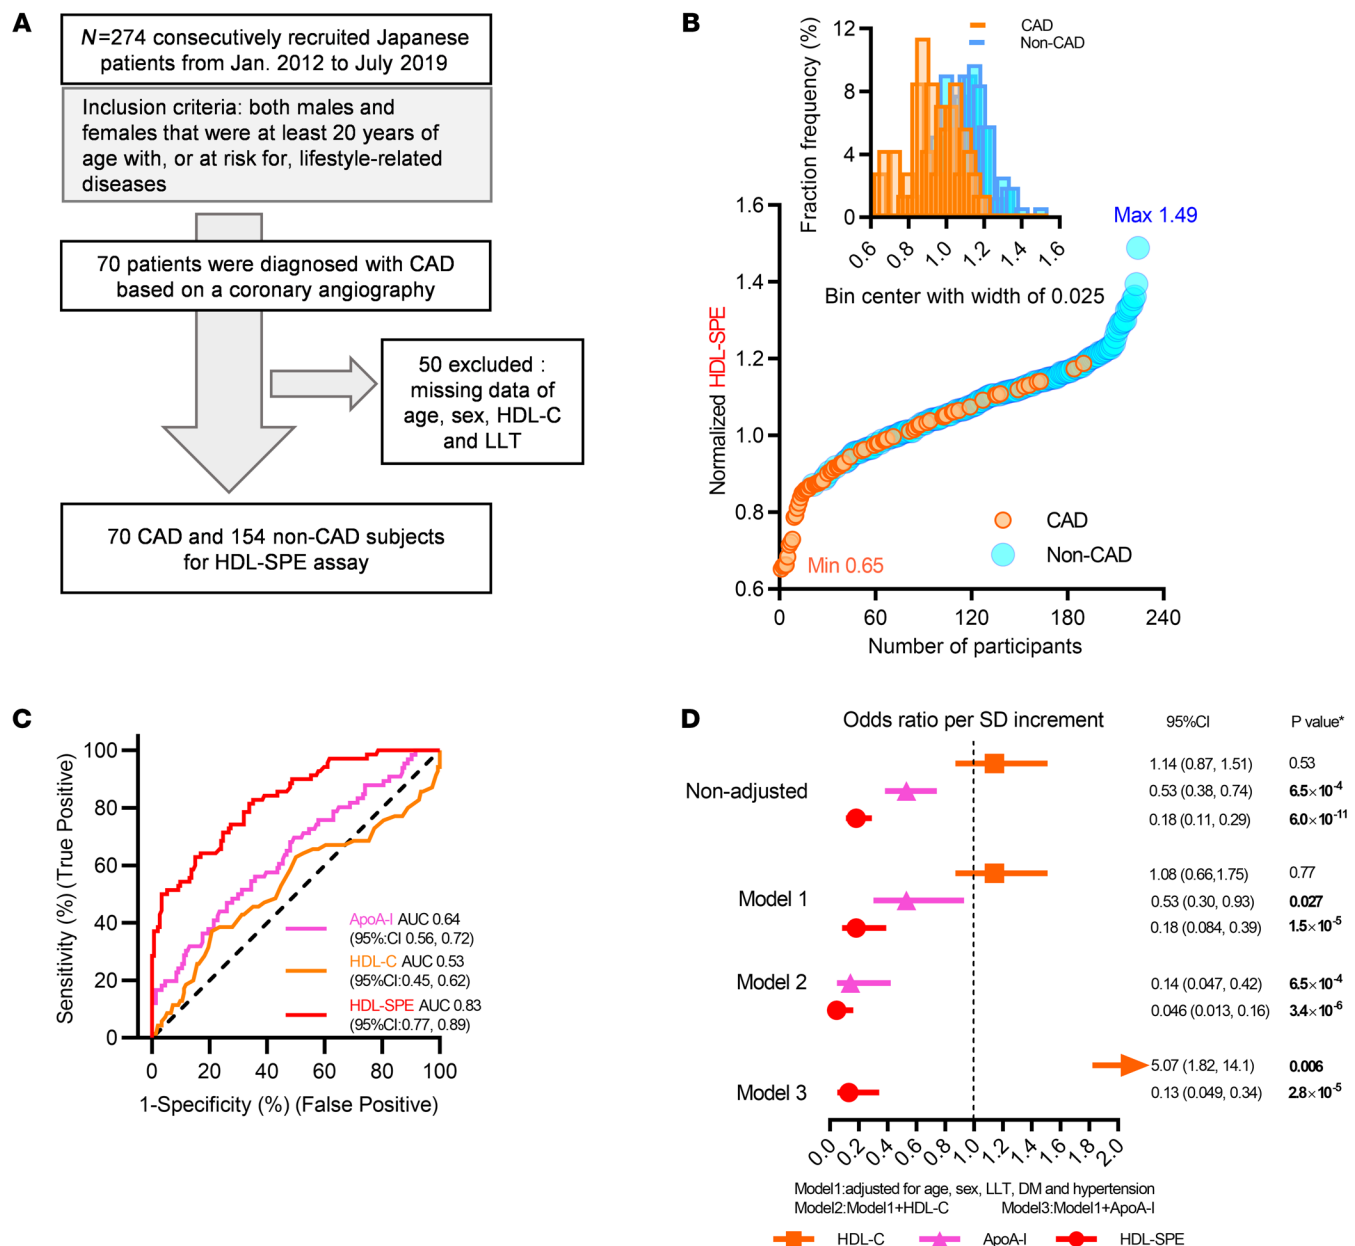 A
N=274 consecutively recruited Japanese
patients from Jan. 2012 to July 2019
Inclusion criteria: both males and
females that were at least 20 years of
age with, or at risk for, lifestyle-related
diseases
70 patients were diagnosed with CAD
based on a coronary angiography
50 excluded :
missing data of
age, sex, HDL-C
and LLT
70 CAD and 154 non-CAD subjects
for HDL-SPE assay
B
Fraction frequency (%)
12
8
4
0
CAD
Non-CAD
0.6 0.8 1.0 1.2 1.4 1.6
Bin center with width of 0.025
Normalized HDL-SPE
1.6
1.4
1.2
1.0
0.8
0.6
Max 1.49
Min 0.65
CAD
Non-CAD
0 60 120 180 240
Number of participants
C
Sensitivity (%) (True Positive)
100
80
60
40
20
0
ApoA-I AUC 0.64
(95%:CI 0.56, 0.72)
HDL-C AUC 0.53
(95%CI:0.45, 0.62)
HDL-SPE AUC 0.83
(95%CI:0.77, 0.89)
0 20 40 60 80 100
1-Specificity (%) (False Positive)
D
Odds ratio per SD increment 95%CI P value*
1.14 (0.87, 1.51) 0.53
Non-adjusted 0.53 (0.38, 0.74) 6.5×10⁻⁴
0.18 (0.11, 0.29) 6.0×10⁻¹¹
1.08 (0.66,1.75) 0.77
Model 1 0.53 (0.30, 0.93) 0.027
0.18 (0.084, 0.39) 1.5×10⁻⁵
Model 2 0.14 (0.047, 0.42) 6.5×10⁻⁴
0.046 (0.013, 0.16) 3.4×10⁻⁶
5.07 (1.82, 14.1) 0.006
Model 3 0.13 (0.049, 0.34) 2.8×10⁻⁵
0.0 0.2 0.4 0.6 0.8 1.0 1.2 1.4 1.6 1.8 2.0
Model1:adjusted for age, sex, LLT, DM and hypertension
Model2:Model1+HDL-C Model3:Model1+ApoA-I
HDL-C ApoA-I HDL-SPE